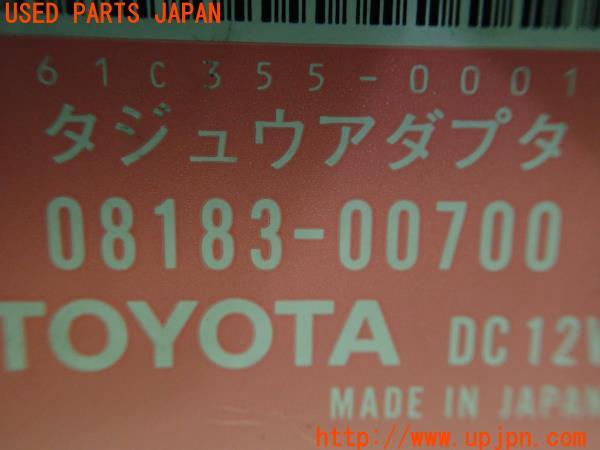 USED PARTS JAPAN
61C355-0001
タジュウアダプタ
08183-00700
TOYOTA DC 12V
MADE IN JAPAN
http://www.upjpn.com